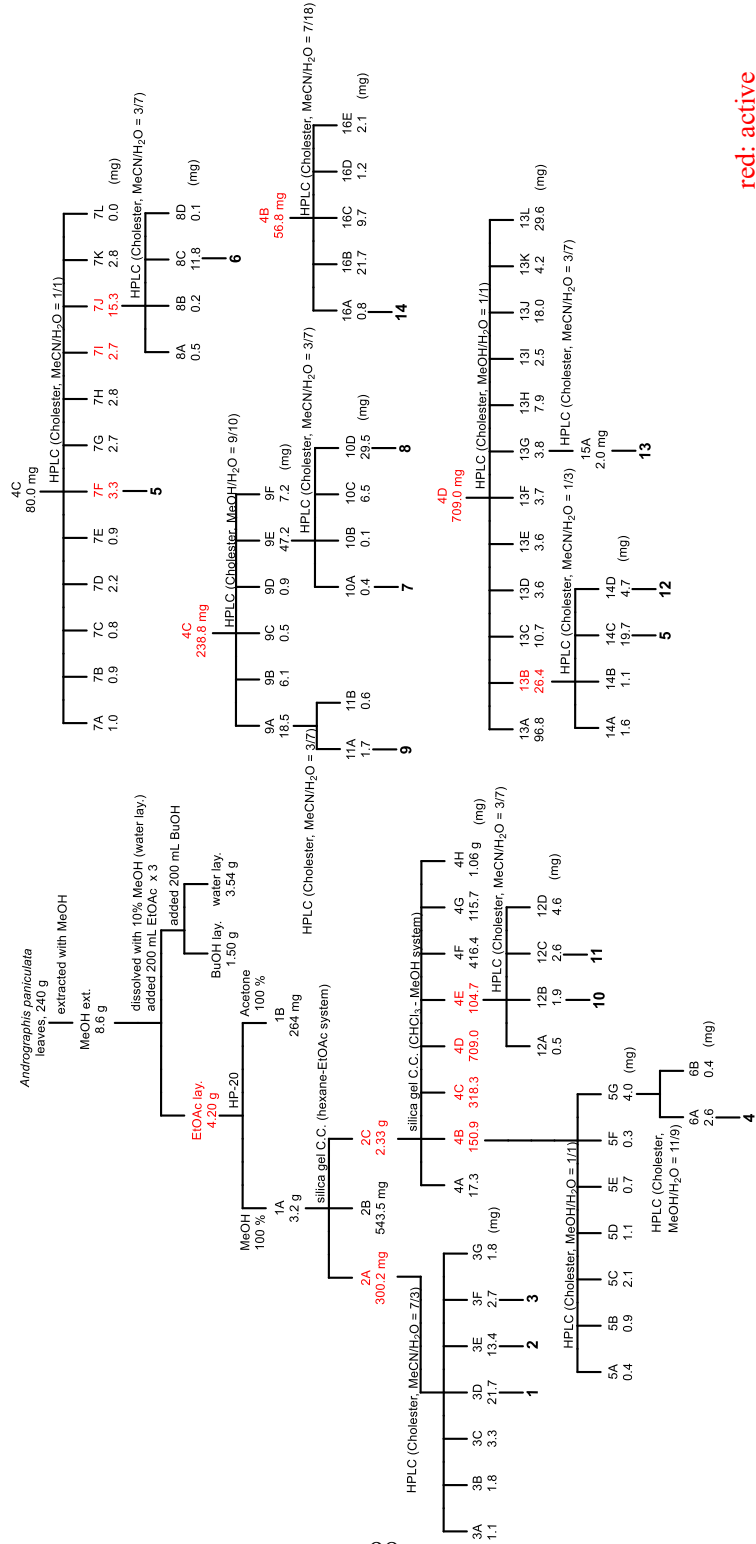 Andrographis paniculata
leaves, 240 g
extracted with MeOH
MeOH ext.
8.6 g
dissolved with 10% MeOH (water lay.)
added 200 mL EtOAc x 3
EtOAc lay.
4.20 g
added 200 mL BuOH
BuOH lay. water lay.
1.50 g 3.54 g
HP-20
MeOH Acetone
100 % 100 %
1A 1B
3.2 g 264 mg
silica gel C.C. (hexane-EtOAc system)
2A 2B 2C
300.2 mg 543.5 mg 2.33 g
HPLC (Cholester, MeCN/H2O = 7/3)
3A 3B 3C 3D 3E 3F 3G
1.1 1.8 3.3 21.7 13.4 2.7 1.8 (mg)
1 2 3
silica gel C.C. (CHCl3 - MeOH system)
4A 4B 4C 4D 4E 4F 4G 4H
17.3 150.9 318.3 709.0 104.7 416.4 115.7 1.06 g (mg)
HPLC (Cholester, MeCN/H2O = 3/7)
12A 12B 12C 12D
0.5 1.9 2.6 4.6 (mg)
10 11
HPLC (Cholester, MeOH/H2O = 1/1)
5A 5B 5C 5D 5E 5F 5G
0.4 0.9 2.1 1.1 0.7 0.3 4.0 (mg)
HPLC (Cholester,
MeOH/H2O = 11/9)
6A 6B
2.6 0.4
4
4C
80.0 mg
HPLC (Cholester, MeCN/H2O = 1/1)
7A 7B 7C 7D 7E 7F 7G 7H 7I 7J 7K 7L
1.0 0.9 0.8 2.2 0.9 3.3 2.7 2.8 2.7 15.3 2.8 0.0 (mg)
5
HPLC (Cholester, MeCN/H2O = 3/7)
8A 8B 8C 8D
0.5 0.2 11.8 0.1 (mg)
6
4C
238.8 mg
HPLC (Cholester, MeOH/H2O = 9/10)
9A 9B 9C 9D 9E 9F
18.5 6.1 0.5 0.9 47.2 7.2 (mg)
HPLC (Cholester, MeCN/H2O = 3/7)
11A 11B
1.7 0.6
9
HPLC (Cholester, MeCN/H2O = 3/7)
10A 10B 10C 10D
0.4 0.1 6.5 29.5 (mg)
7 8
4B
56.8 mg
HPLC (Cholester, MeCN/H2O = 7/18)
16A 16B 16C 16D 16E
0.8 21.7 9.7 1.2 2.1 (mg)
14
4D
709.0 mg
HPLC (Cholester, MeOH/H2O = 1/1)
13A 13B 13C 13D 13E 13F 13G 13H 13I 13J 13K 13L
96.8 26.4 10.7 3.6 3.6 3.7 3.8 7.9 2.5 18.0 4.2 29.6
HPLC (Cholester, MeCN/H2O = 1/3)
14A 14B 14C 14D
1.6 1.1 19.7 4.7 (mg)
5 12
HPLC (Cholester, MeCN/H2O = 3/7)
15A
2.0 mg
13
red: active